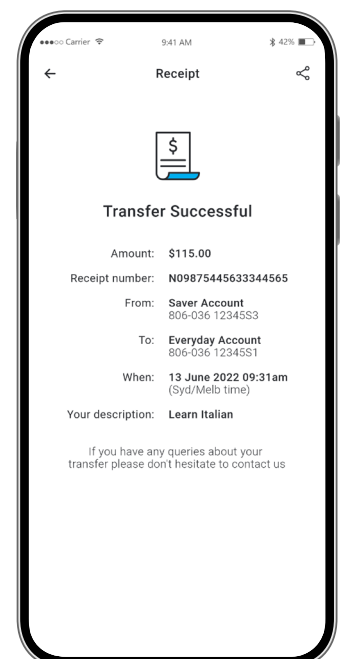 Carrier 9:41 AM 42%
Receipt
$
Transfer Successful
Amount: $115.00
Receipt number: N09875445633344565
From: Saver Account
806-036 12345S3
To: Everyday Account
806-036 12345S1
When: 13 June 2022 09:31am
(Syd/Melb time)
Your description: Learn Italian
If you have any queries about your
transfer please don't hesitate to contact us